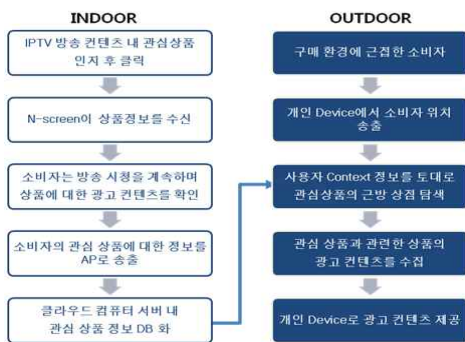 INDOOR
IPTV 방송 컨텐츠 내 관심상품
인지 후 클릭
N-screen이 상품정보를 수신
소비자는 방송 시청을 계속하며
상품에 대한 광고 컨텐츠를 확인
소비자의 관심 상품에 대한 정보를
AP로 송출
클라우드 컴퓨터 서버 내
관심 상품 정보 DB 화
OUTDOOR
구매 환경에 근접한 소비자
개인 Device에서 소비자 위치
송출
사용자 Context 정보를 토대로
관심상품의 근방 상점 탐색
관심 상품과 관련한 상품의
광고 컨텐츠를 수집
개인 Device로 광고 컨텐츠 제공